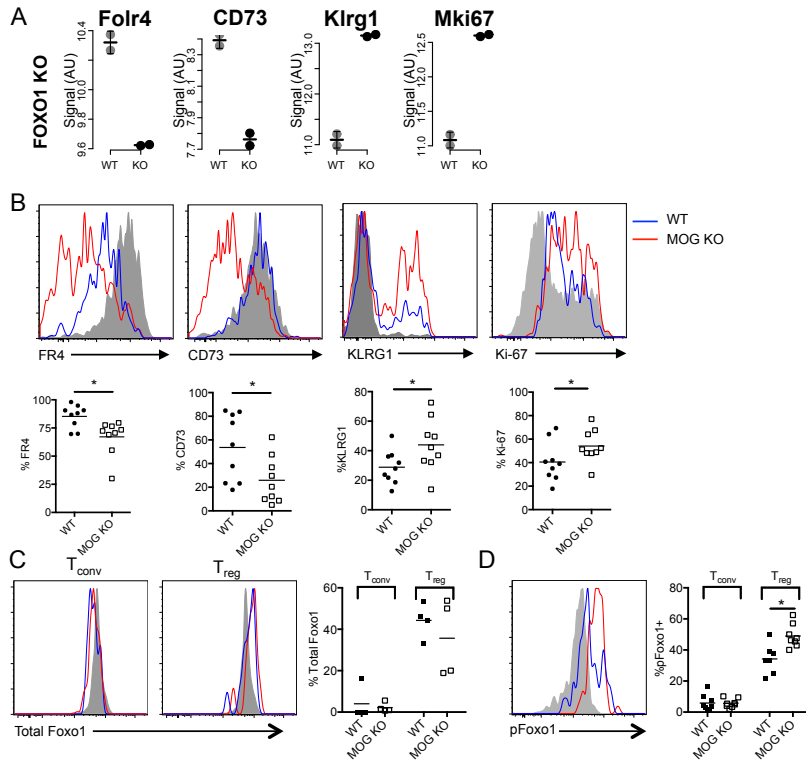 A
Folr4 CD73 Klrg1 Mki67
FOXO1 KO
Signal (AU)
10.4
9.6
WT KO
Signal (AU)
8.3
8.2
8.1
7.9
7.8
7.7
WT KO
Signal (AU)
13.0
12.0
11.0
WT KO
Signal (AU)
12.5
11.5
11.0
WT KO
B
WT
MOG KO
FR4 CD73 KLRG1 Ki-67
% FR4
100
75
50
25
0
*
WT
MOG KO
% CD73
100
80
60
40
20
0
*
WT
MOG KO
%KLRG1
80
60
40
20
0
*
WT
MOG KO
% Ki-67
100
80
60
40
20
0
*
WT
MOG KO
C
Tconv Treg
Total Foxo1
% Total Foxo1
60
40
20
0
Tconv Treg
WT
MOG KO
WT
MOG KO
D
pFoxo1
%pFoxo1+
80
60
40
20
0
Tconv Treg
*
WT
MOG KO
WT
MOG KO